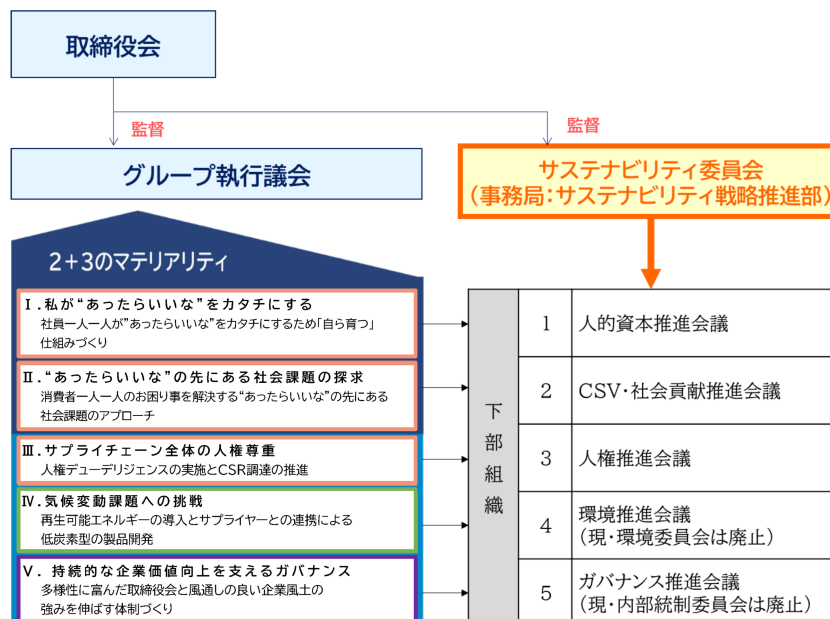 取締役会
監督
監督
グループ執行議会
サステナビリティ委員会
(事務局:サステナビリティ戦略推進部)
2+3のマテリアリティ
Ⅰ.私が“あったらいいな”をカタチにする
社員一人一人が“あったらいいな”をカタチにするため「自ら育つ」
仕組みづくり
Ⅱ.“あったらいいな”の先にある社会課題の探求
消費者一人一人のお困り事を解決する“あったらいいな”の先にある
社会課題のアプローチ
Ⅲ.サプライチェーン全体の人権尊重
人権デューデリジェンスの実施とCSR調達の推進
Ⅳ.気候変動課題への挑戦
再生可能エネルギーの導入とサプライヤーとの連携による
低炭素型の製品開発
Ⅴ. 持続的な企業価値向上を支えるガバナンス
多様性に富んだ取締役会と風通しの良い企業風土の
強みを伸ばす体制づくり
下部組織
1 人的資本推進会議
2 CSV・社会貢献推進会議
3 人権推進会議
4 環境推進会議
(現・環境委員会は廃止)
5 ガバナンス推進会議
(現・内部統制委員会は廃止)